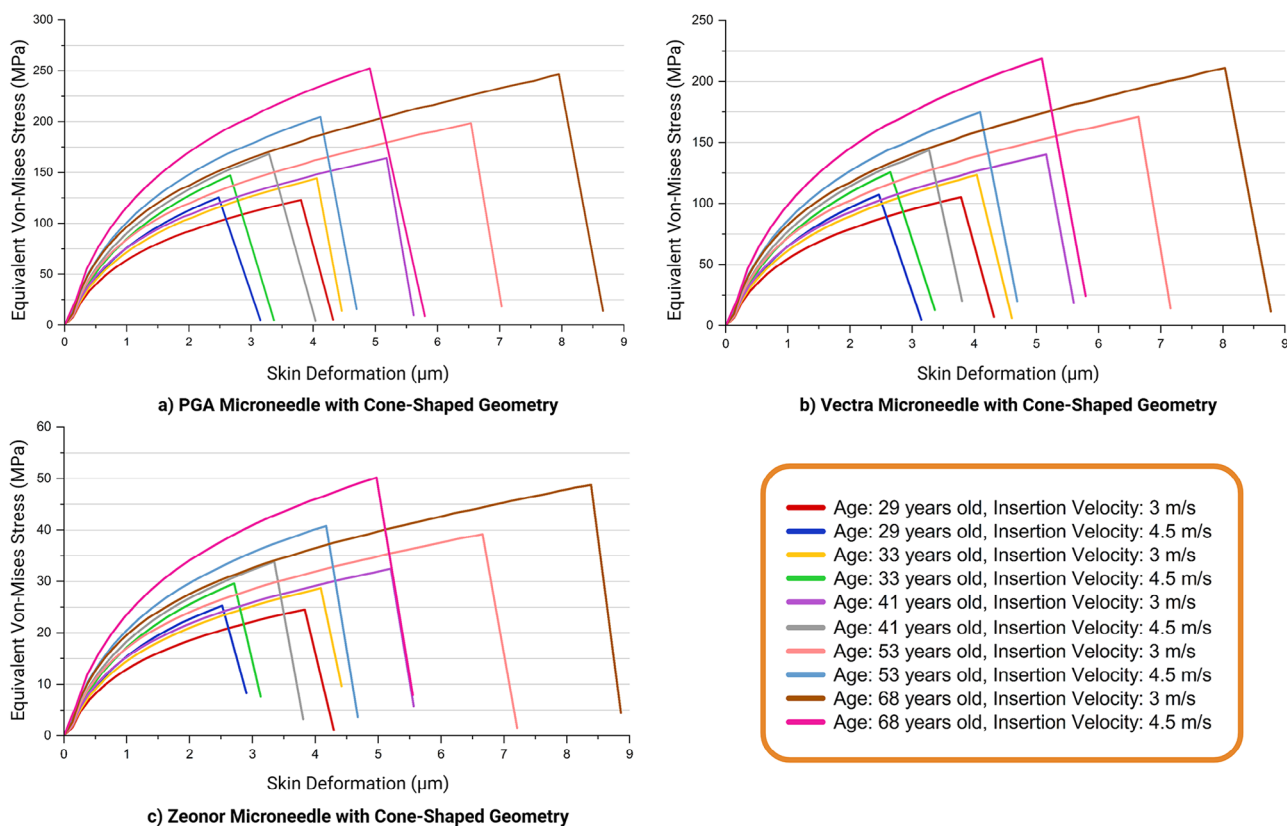 300
250
200
150
100
50
0
Equivalent Von-Mises Stress (MPa)
0 1 2 3 4 5 6 7 8 9
Skin Deformation (µm)
a) PGA Microneedle with Cone-Shaped Geometry
250
200
150
100
50
0
Equivalent Von-Mises Stress (MPa)
0 1 2 3 4 5 6 7 8 9
Skin Deformation (µm)
b) Vectra Microneedle with Cone-Shaped Geometry
60
50
40
30
20
10
0
Equivalent Von-Mises Stress (MPa)
0 1 2 3 4 5 6 7 8 9
Skin Deformation (µm)
c) Zeonor Microneedle with Cone-Shaped Geometry
Age: 29 years old, Insertion Velocity: 3 m/s
Age: 29 years old, Insertion Velocity: 4.5 m/s
Age: 33 years old, Insertion Velocity: 3 m/s
Age: 33 years old, Insertion Velocity: 4.5 m/s
Age: 41 years old, Insertion Velocity: 3 m/s
Age: 41 years old, Insertion Velocity: 4.5 m/s
Age: 53 years old, Insertion Velocity: 3 m/s
Age: 53 years old, Insertion Velocity: 4.5 m/s
Age: 68 years old, Insertion Velocity: 3 m/s
Age: 68 years old, Insertion Velocity: 4.5 m/s